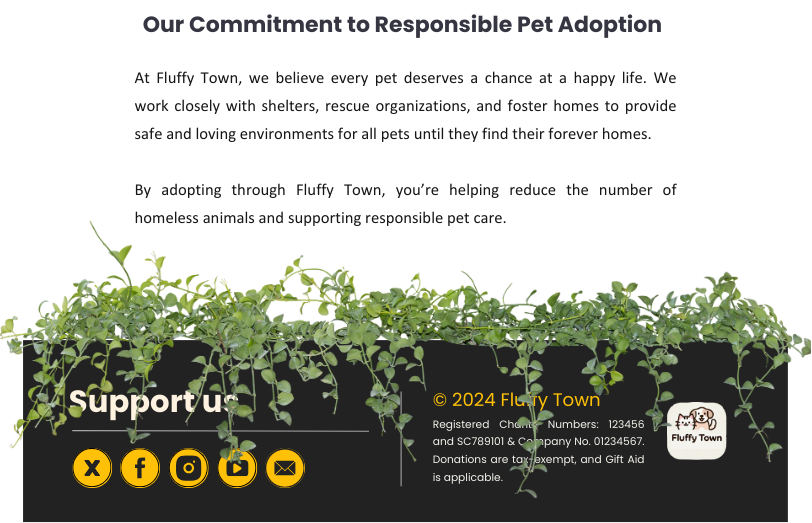 Our Commitment to Responsible Pet Adoption
At Fluffy Town, we believe every pet deserves a chance at a happy life. We
work closely with shelters, rescue organizations, and foster homes to provide
safe and loving environments for all pets until they find their forever homes.
By adopting through Fluffy Town, you’re helping reduce the number of
homeless animals and supporting responsible pet care.
Support us
© 2024 Fluffy Town
Registered Charity Numbers: 123456
and SC789101 & Company No. 01234567.
Donations are tax-exempt, and Gift Aid
is applicable.
Fluffy Town